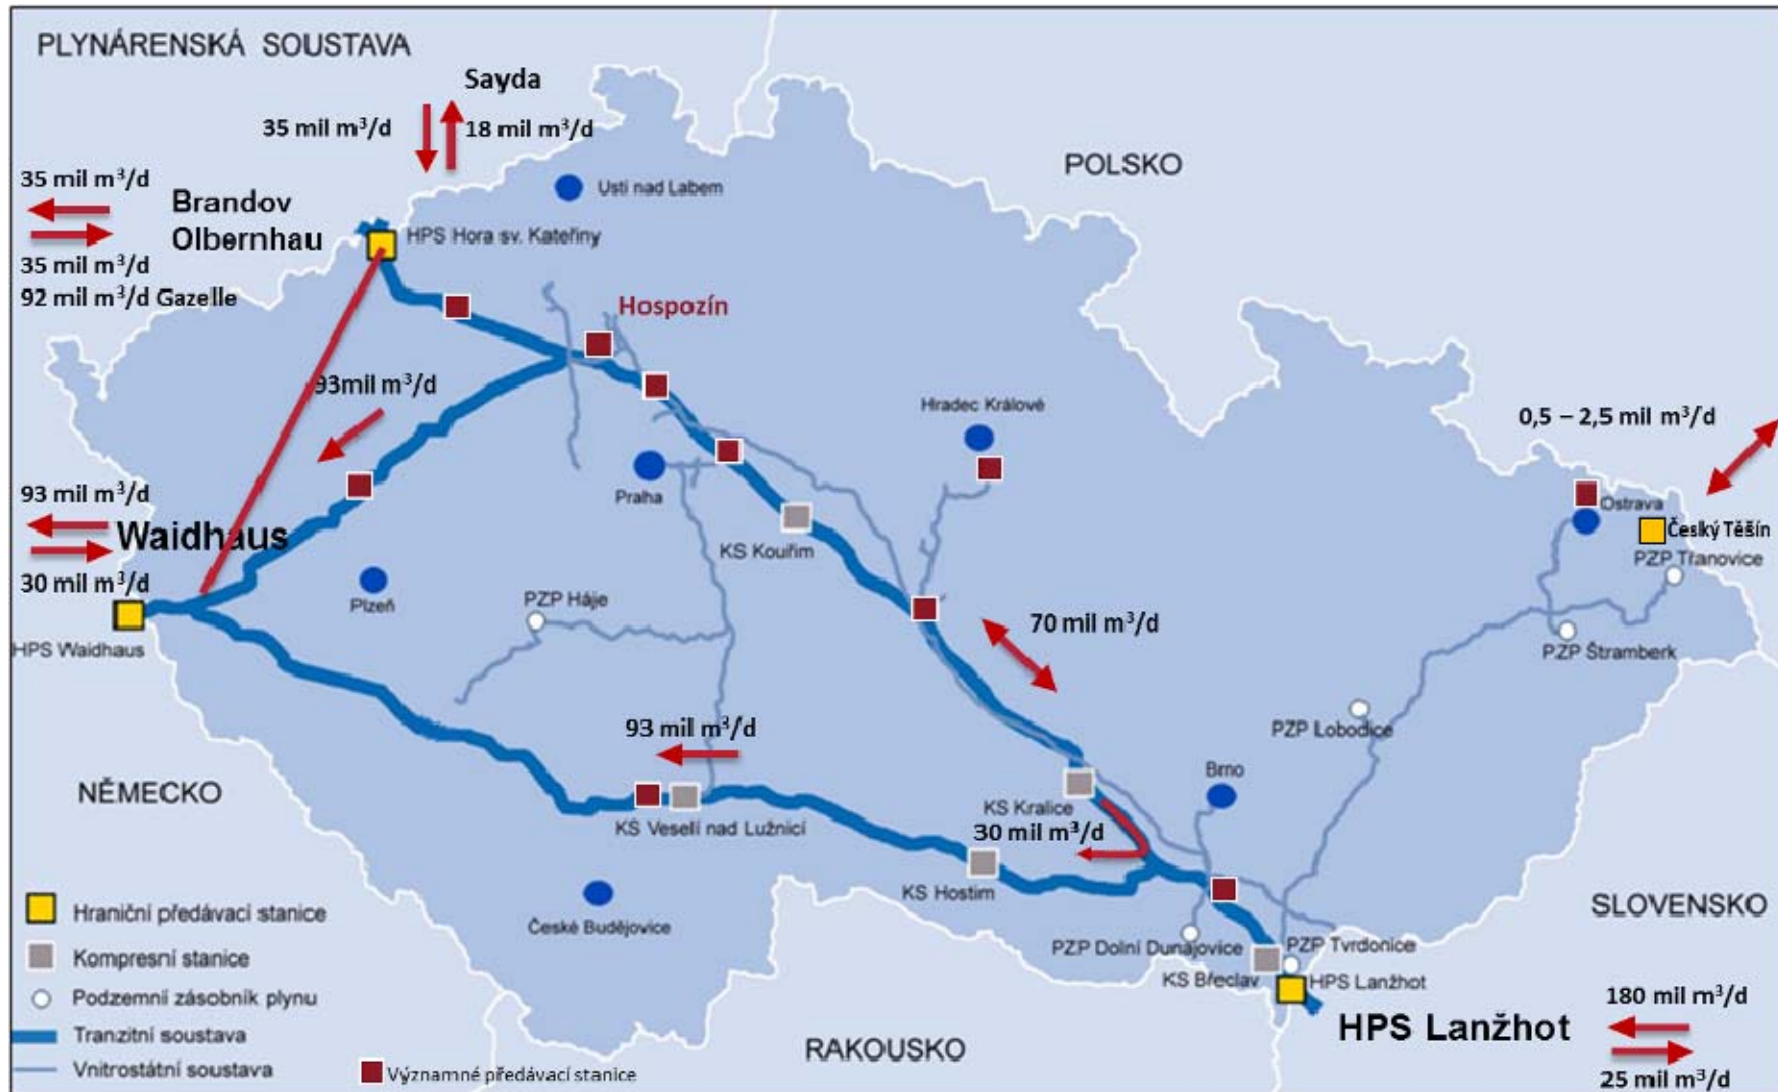 PLYNÁRENSKÁ SOUSTAVA
Sayda
35 mil m³/d
18 mil m³/d
POLSKO
35 mil m³/d
Brandov
Olbernhau
35 mil m³/d
92 mil m³/d Gazelle
Ustí nad Labem
HPS Hora sv. Kateřiny
Hospozín
93mil m³/d
Hradec Králové
0,5 – 2,5 mil m³/d
93 mil m³/d
Waidhaus
30 mil m³/d
HPS Waidhaus
Praha
KS Kouřim
Ostrava
Český Těšín
PZP Třanovice
Plzeň
PZP Háje
70 mil m³/d
PZP Štramberk
PZP Lobodice
93 mil m³/d
NĚMECKO
KS Veselí nad Lužnicí
KS Kralice
Brno
30 mil m³/d
KS Hostim
České Budějovice
PZP Dolní Dunajovice
PZP Tvrdonice
KS Břeclav
HPS Lanžhot
SLOVENSKO
180 mil m³/d
HPS Lanžhot
25 mil m³/d
RAKOUSKO
Hraniční předávací stanice
Kompresní stanice
Podzemní zásobník plynu
Tranzitní soustava
Vnitrostátní soustava
Významné předávací stanice